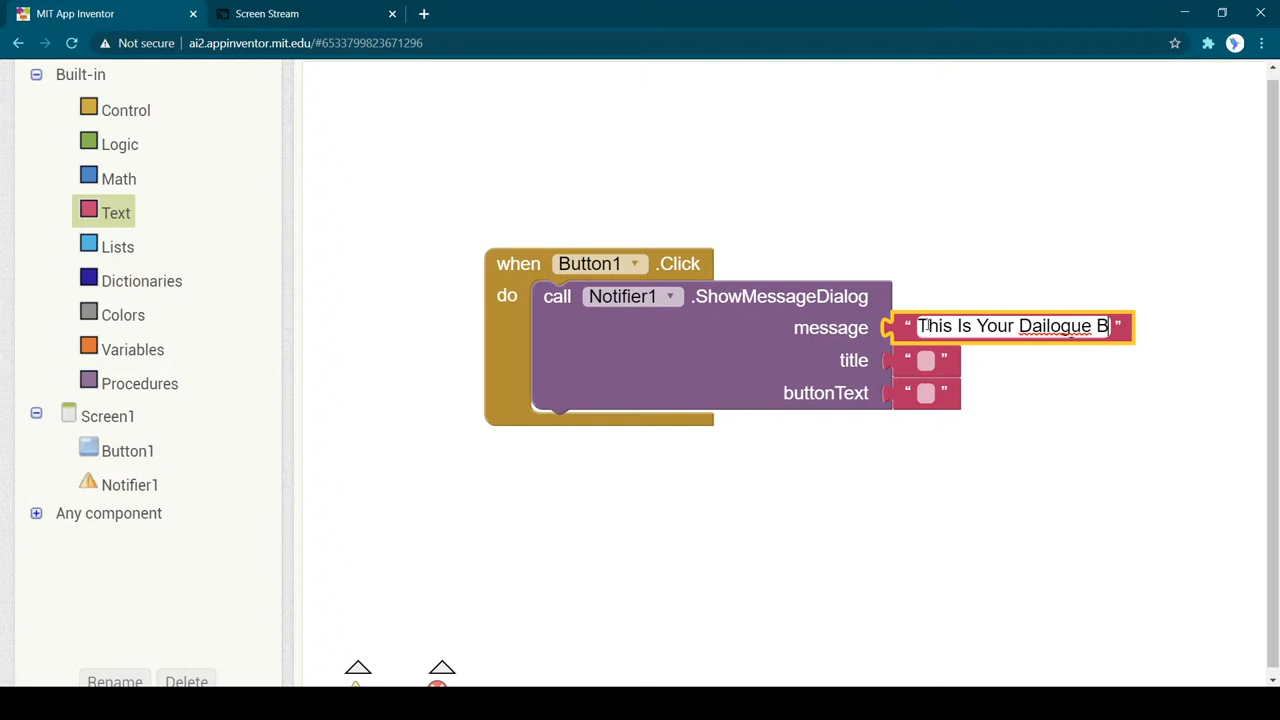 MIT App Inventor
Screen Stream
Not secure
ai2.appinventor.mit.edu/#6533799823671296
Built-in
Control
Logic
Math
Text
Lists
Dictionaries
Colors
Variables
Procedures
Screen1
Button1
Notifier1
Any component
Rename
Delete
when Button1 .Click
do call Notifier1 .ShowMessageDialog
message “ This Is Your Dailogue B ”
title “ ”
buttonText “ ”